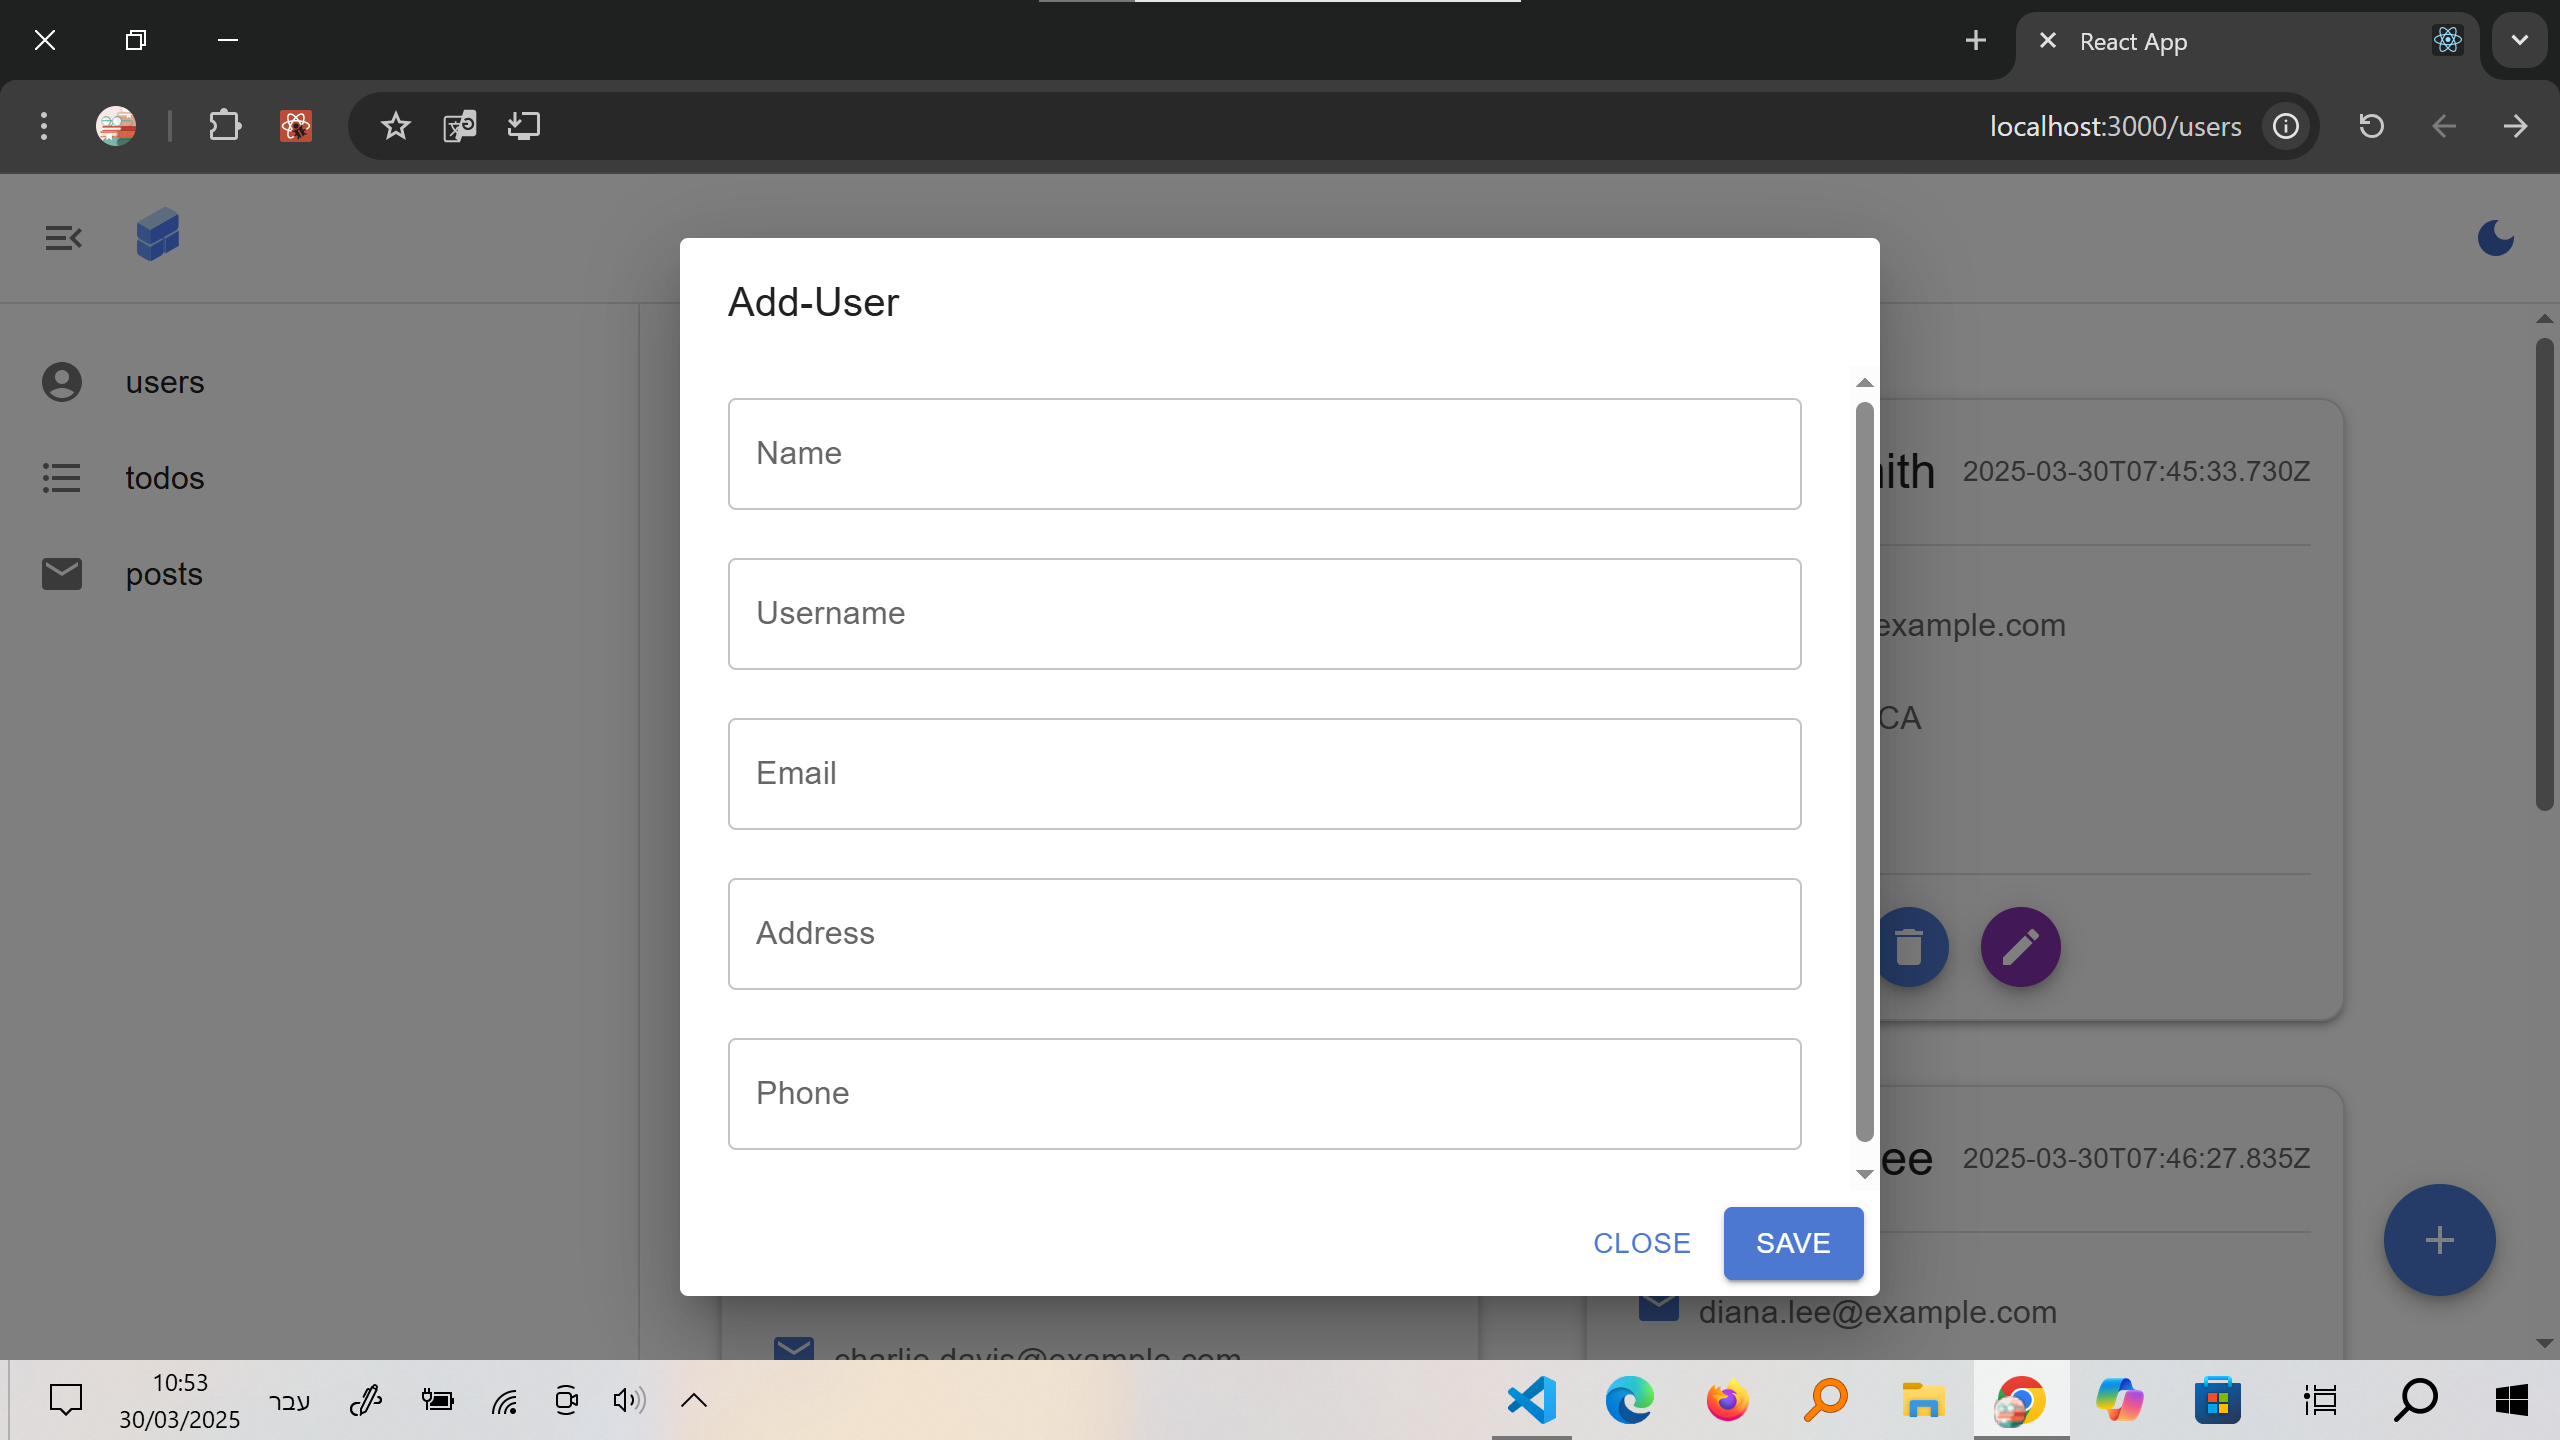 React App
localhost:3000/users
users
todos
posts
Add-User
Name
Username
Email
Address
Phone
CLOSE
SAVE
ith 2025-03-30T07:45:33.730Z
example.com
CA
ee 2025-03-30T07:46:27.835Z
diana.lee@example.com
charlie.davis@example.com
10:53
30/03/2025
עבר